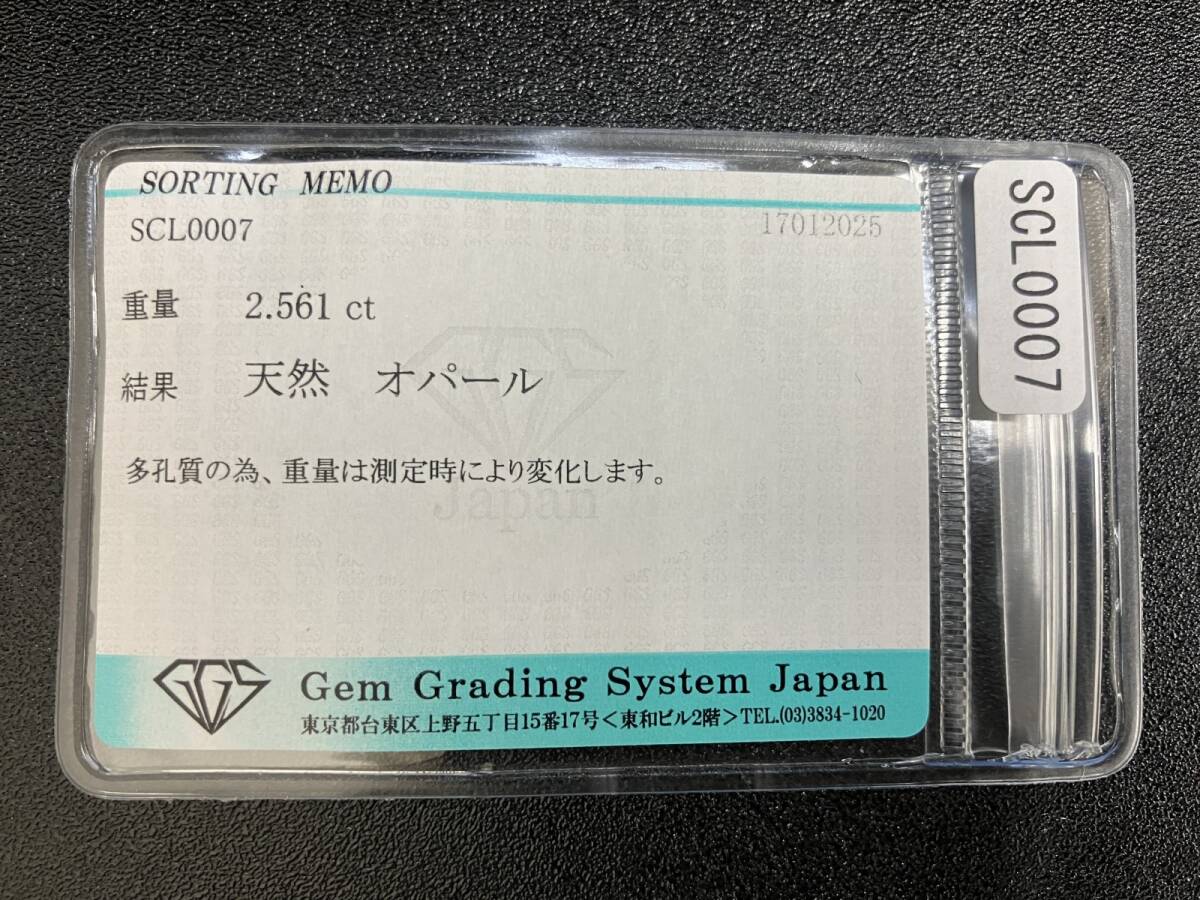 SORTING MEMO
SCL0007
17012025
重量 2.561 ct
結果 天然 オパール
多孔質の為、重量は測定時により変化します。
Japan
GGS
Gem Grading System Japan
東京都台東区上野五丁目15番17号＜東和ビル2階＞TEL.(03)3834-1020
SCL0007